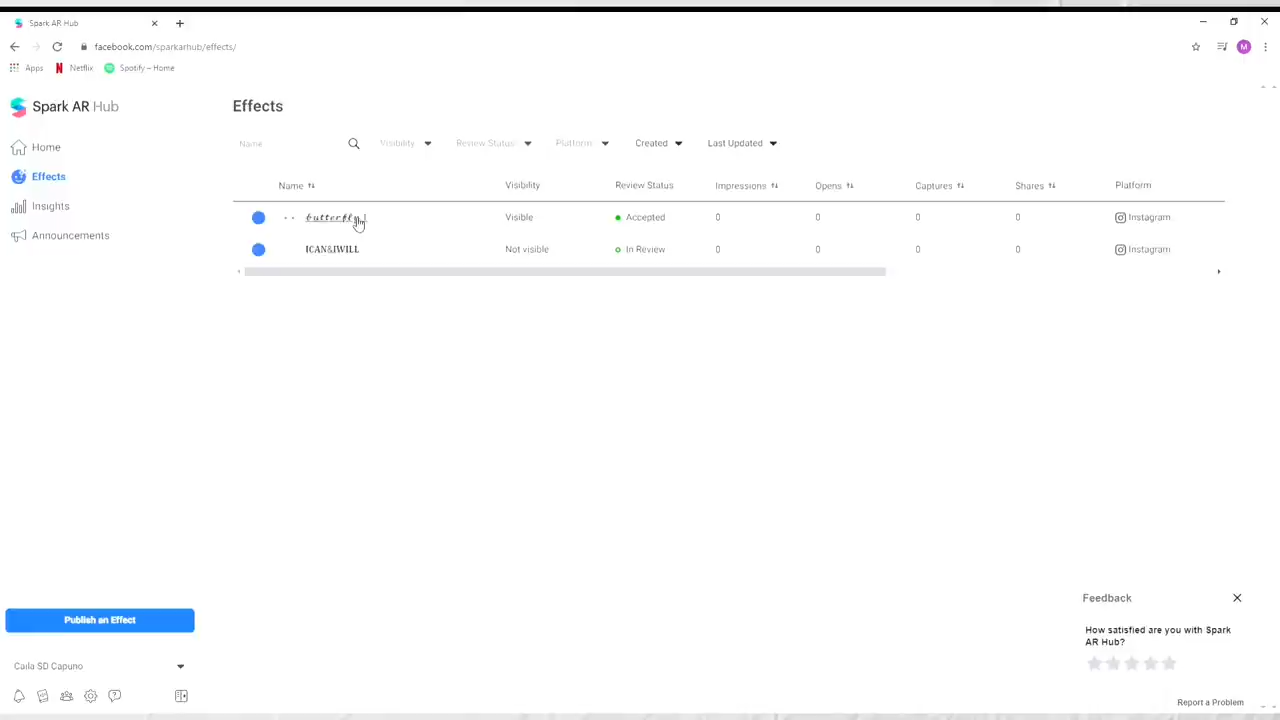 Spark AR Hub
facebook.com/sparkarhub/effects/
M
Apps Netflix Spotify – Home
Spark AR Hub
Effects
Home
Name Visibility Review Status Platform Created Last Updated
Effects
Name Visibility Review Status Impressions Opens Captures Shares Platform
Insights
butterfl Visible Accepted 0 0 0 0 Instagram
Announcements
ICAN&IWILL Not visible In Review 0 0 0 0 Instagram
Feedback
How satisfied are you with Spark
AR Hub?
Publish an Effect
Carla SD Capuno
Report a Problem